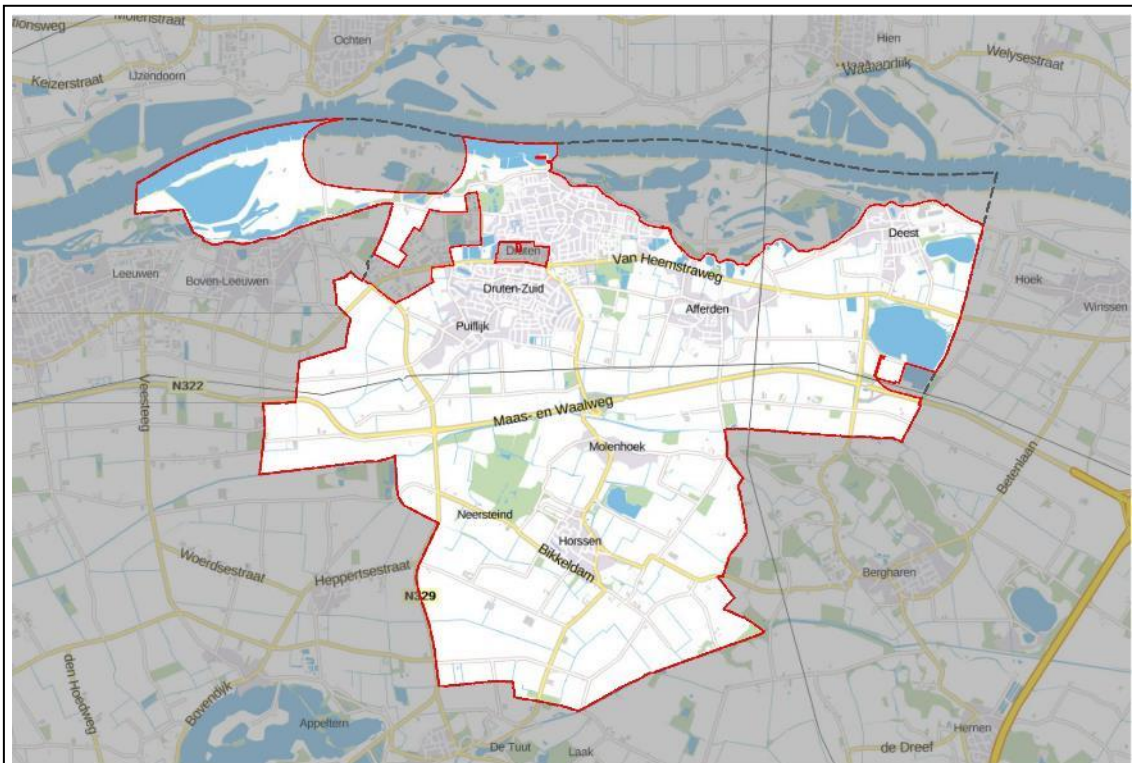 tionsweg
Molenstraat
Ochten
Hien
Welysestraat
Waalbandijk
Keizerstraat
IJzendoorn
Deest
Leeuwen
Boven-Leeuwen
Druten
Van Heemstraweg
Hoek
Winssen
Druten-Zuid
Afferden
Puiflijk
N322
Veesteeg
Maas- en Waalweg
Molenhoek
Betenlaan
Neersteind
Horssen
Bikkeldam
Woerdsestraat
Heppertsestraat
Bergharen
N329
den Hoedweg
Bovendijk
Appeltern
De Tuut
Laak
de Dreef
Hernen